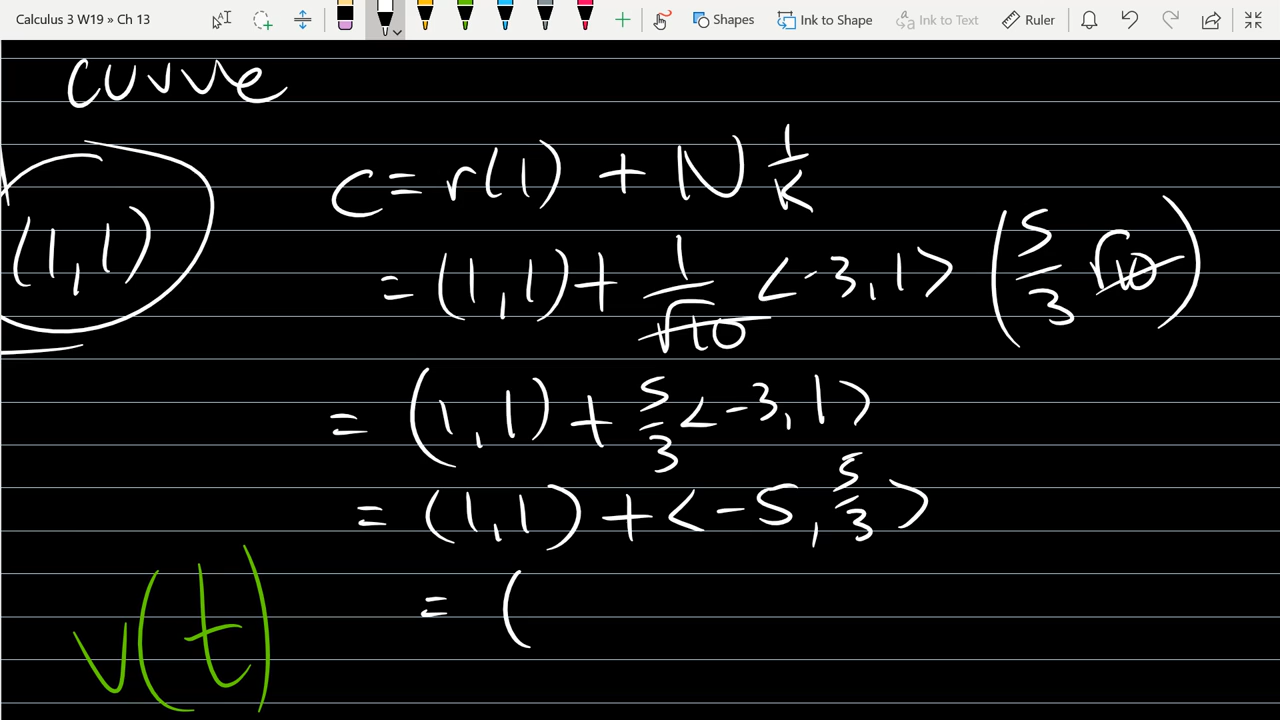 Calculus 3 W19 » Ch 13
Shapes
Ink to Shape
Ink to Text
Ruler
curve
(1,1)
C = r(1) + N 1/K
= (1,1) + 1/√10 <-3,1> (5/3 √10)
= (1,1) + 5/3 <-3,1>
= (1,1) + <-5, 5/3>
= (
v(t)